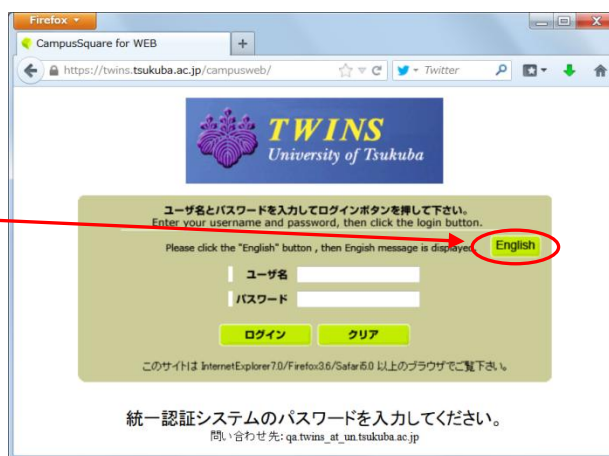 Firefox
CampusSquare for WEB
+
https://twins.tsukuba.ac.jp/campusweb/
Twitter
TWINS
University of Tsukuba
ユーザ名とパスワードを入力してログインボタンを押して下さい。
Enter your username and password, then click the login button.
Please click the "English" button , then Engish message is displayed.
English
ユーザ名
パスワード
ログイン
クリア
このサイトは InternetExplorer7.0/Firefox3.6/Safari5.0 以上のブラウザでご覧下さい。
統一認証システムのパスワードを入力してください。
問い合わせ先: qa.twins_at_un.tsukuba.ac.jp